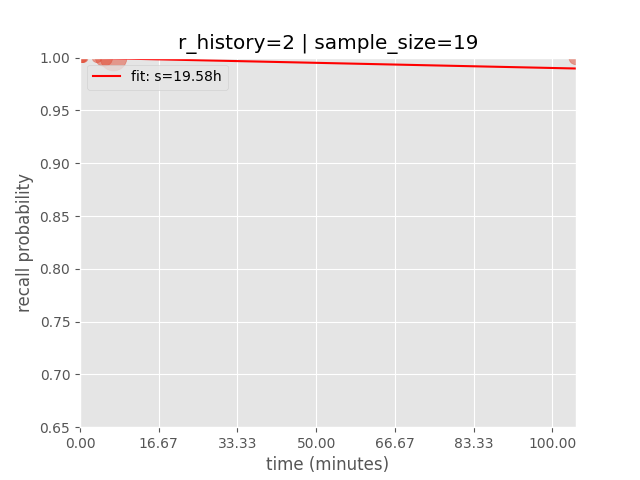 r_history=2 | sample_size=19
fit: s=19.58h
recall probability
1.00
0.95
0.90
0.85
0.80
0.75
0.70
0.65
0.00 16.67 33.33 50.00 66.67 83.33 100.00
time (minutes)